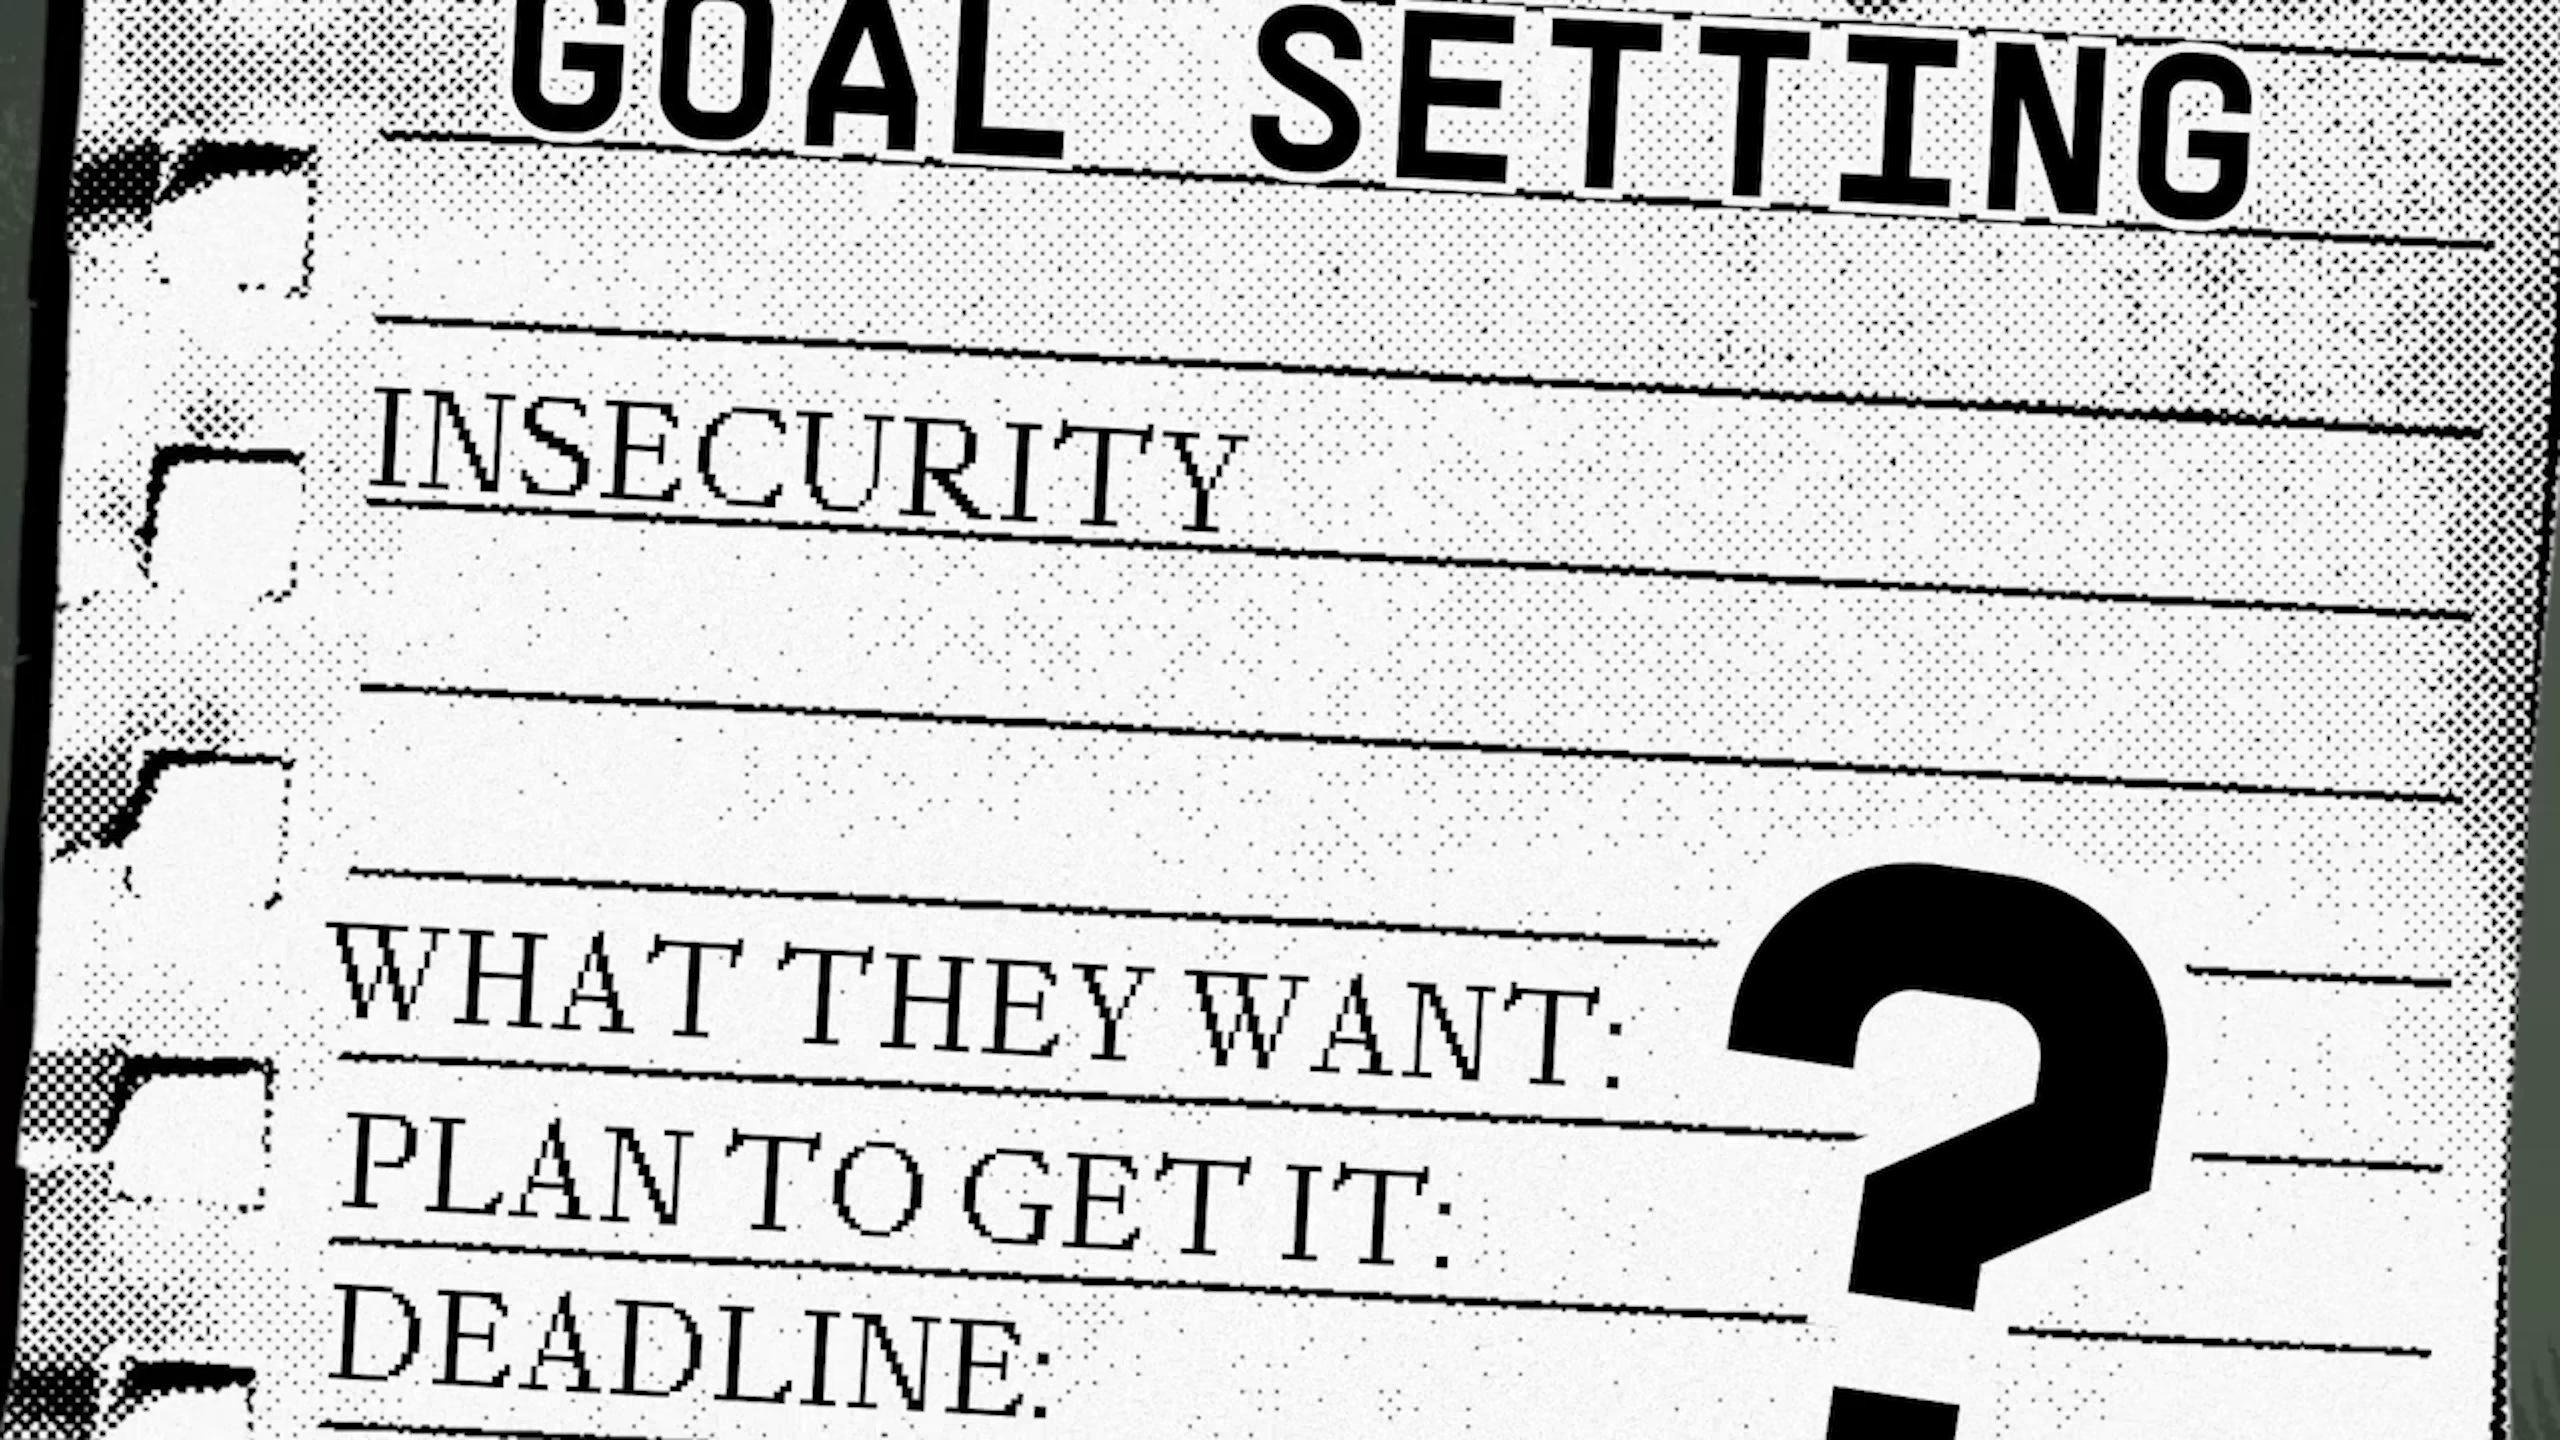 GOAL SETTING
INSECURITY
WHAT THEY WANT:
PLAN TO GET IT:
DEADLINE:
?